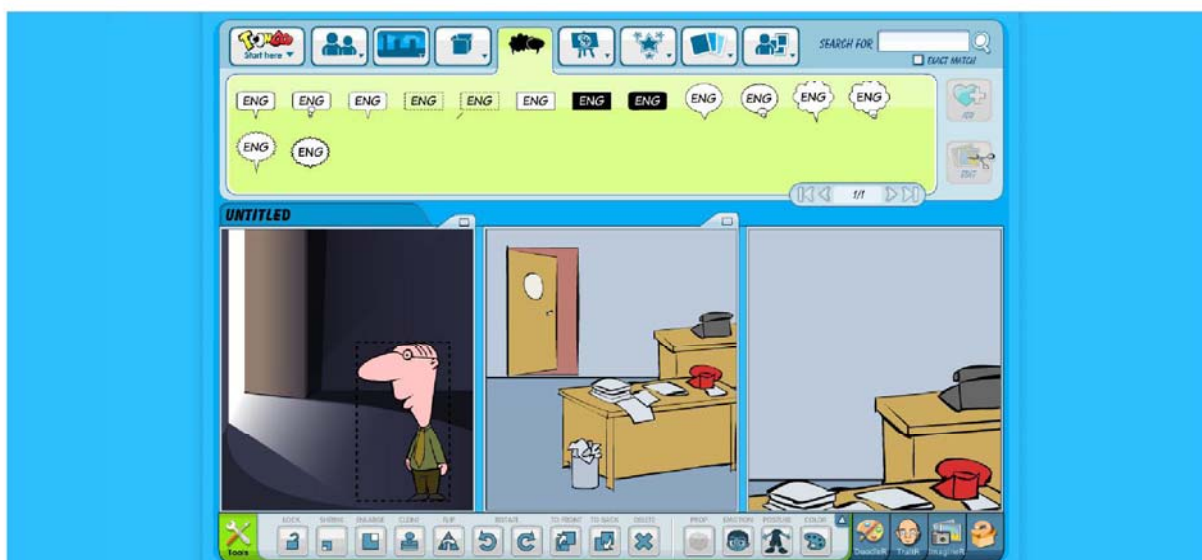 TOONDOO
Start here
SEARCH FOR
EXACT MATCH
ENG ENG ENG ENG ENG ENG ENG ENG ENG ENG ENG ENG
ENG ENG
EDIT
1/1
UNTITLED
LOCK SHRINK ENLARGE CLONE FLIP ROTATE TO FRONT TO BACK DELETE PROP EMOTION POSTURE COLOR
Tools
DoodleR TraitR ImagineR